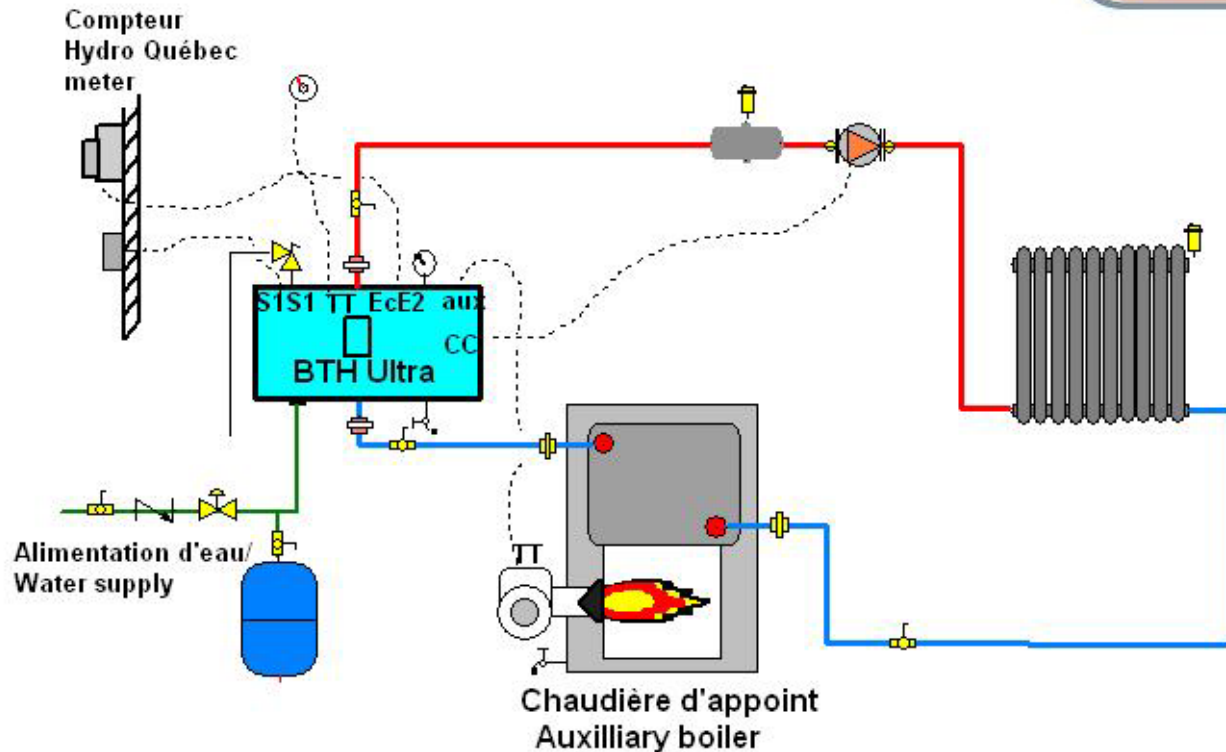 Compteur
Hydro Québec
meter
S1S1 TT EcE2 aux
CC
BTH Ultra
Alimentation d'eau/
Water supply
TT
Chaudière d'appoint
Auxilliary boiler